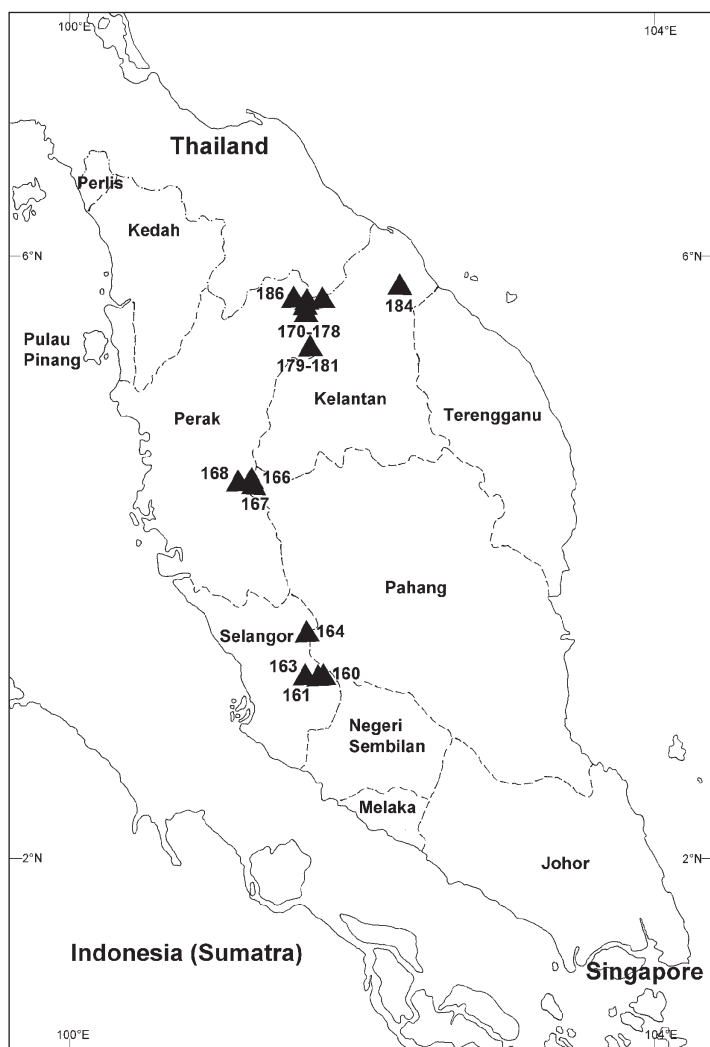 100°E
104°E
Thailand
Perlis
Kedah
6°N
6°N
186
184
170-178
Pulau
Pinang
179-181
Kelantan
Terengganu
Perak
168
166
167
Pahang
Selangor
164
163
160
161
Negeri
Sembilan
Melaka
2°N
2°N
Johor
Indonesia (Sumatra)
Singapore
100°E
104°E